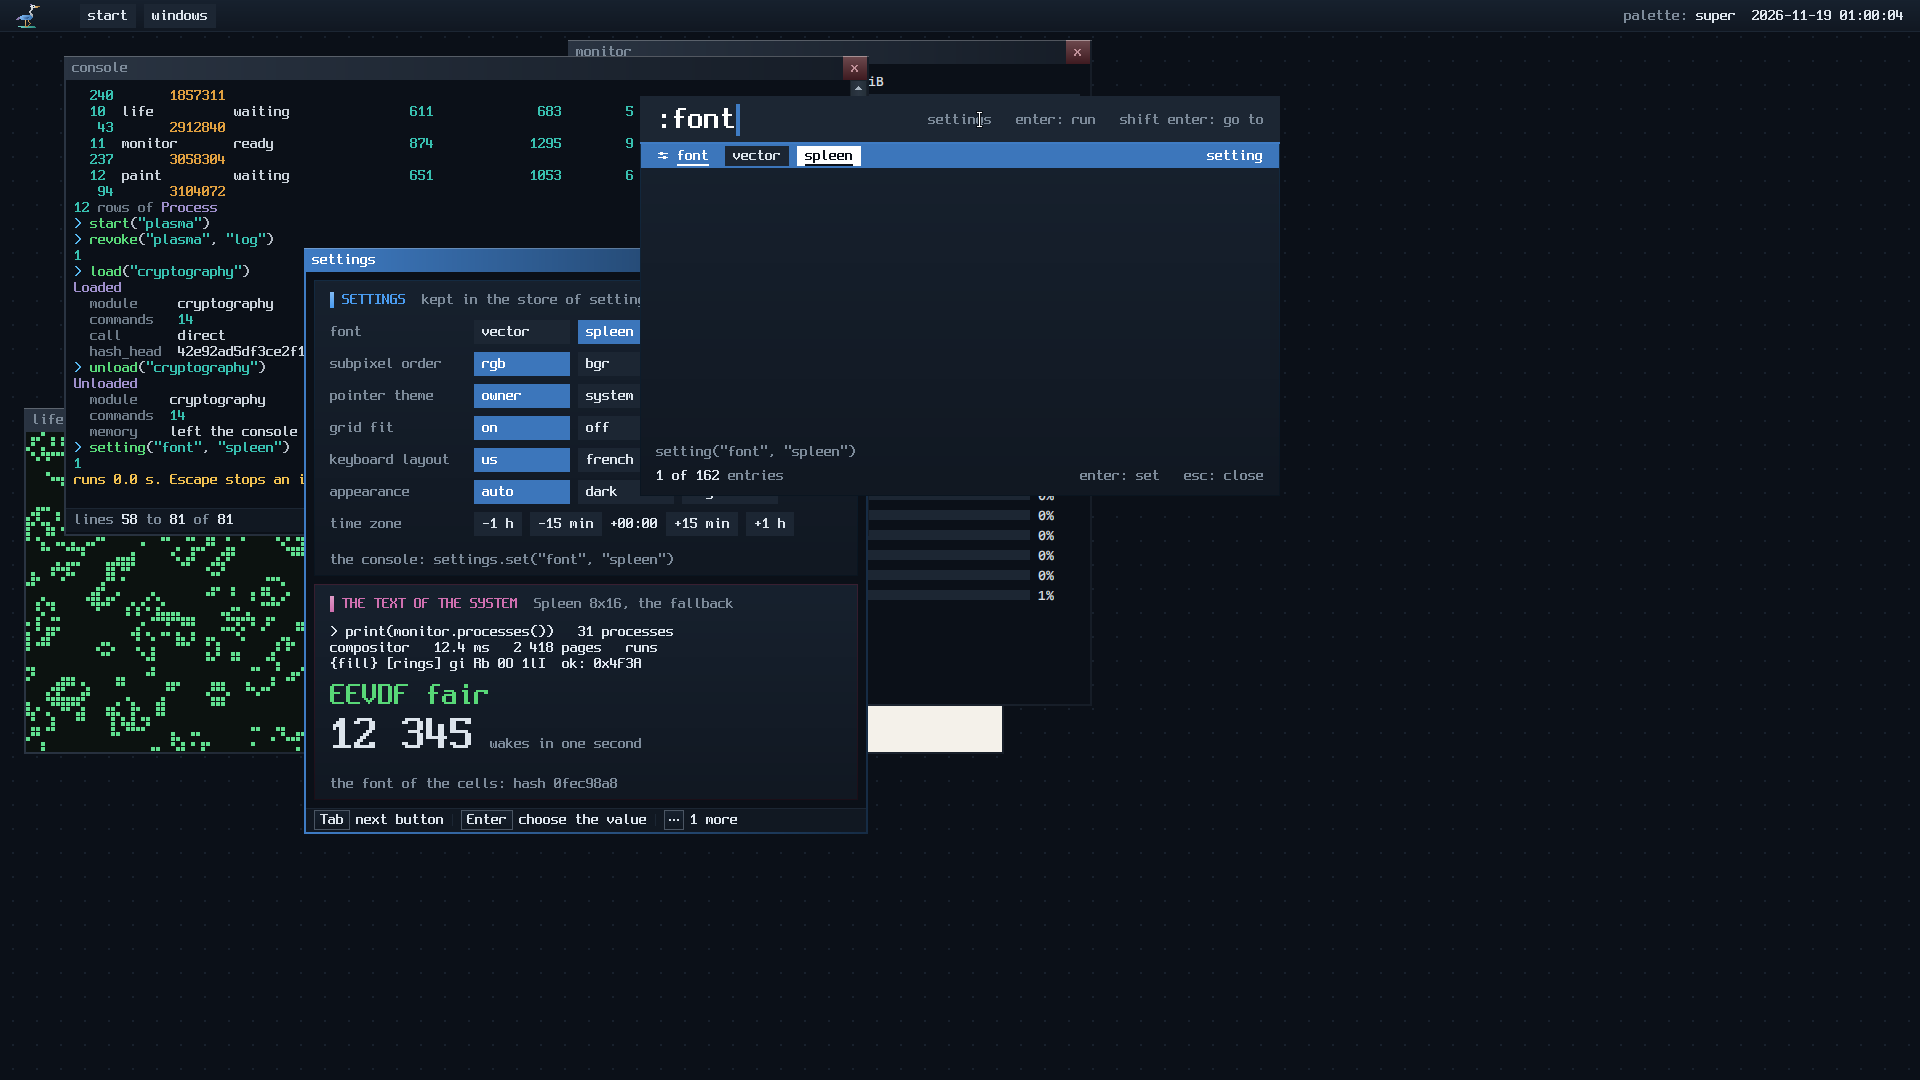 start windows palette: super 2026-11-19 01:00:04
monitor
console
iB
240 1857311
10 life waiting 611 683 5
43 2912840
11 monitor ready 874 1295 9
237 3058304
12 paint waiting 651 1053 6
94 3104072
12 rows of Process
> start("plasma")
> revoke("plasma", "log")
1
> load("cryptography")
Loaded
module cryptography
commands 14
call direct
hash_head 42e92ad5df3ce2f1
> unload("cryptography")
Unloaded
module cryptography
commands 14
memory left the console
> setting("font", "spleen")
1
runs 0.0 s. Escape stops an i
lines 58 to 81 of 81
life
:font settings enter: run shift enter: go to
font vector spleen setting
setting("font", "spleen")
1 of 162 entries enter: set esc: close
settings
SETTINGS kept in the store of setting
font vector spleen
subpixel order rgb bgr
pointer theme owner system
grid fit on off
keyboard layout us french
appearance auto dark
time zone -1 h -15 min +00:00 +15 min +1 h
the console: settings.set("font", "spleen")
THE TEXT OF THE SYSTEM Spleen 8x16, the fallback
> print(monitor.processes()) 31 processes
compositor 12.4 ms 2 418 pages runs
{fill} [rings] gi Ab 0O 1lI ok: 0x4F3A
EEVDF fair
12 345 wakes in one second
the font of the cells: hash 0fec98a8
Tab next button Enter choose the value ... 1 more
0%
0%
0%
0%
0%
1%